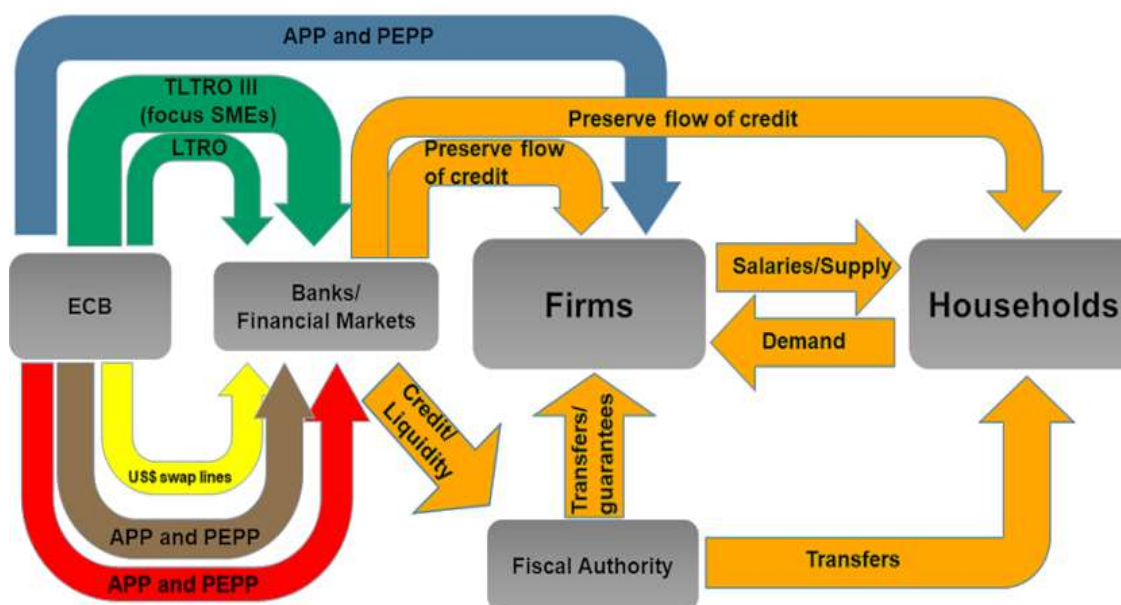 APP and PEPP
TLTRO III
(focus SMEs)
LTRO
Preserve flow of credit
Preserve flow
of credit
ECB
Banks/
Financial Markets
Firms
Salaries/Supply
Demand
Households
Credit/
Liquidity
Transfers/
guarantees
US$ swap lines
APP and PEPP
APP and PEPP
Fiscal Authority
Transfers